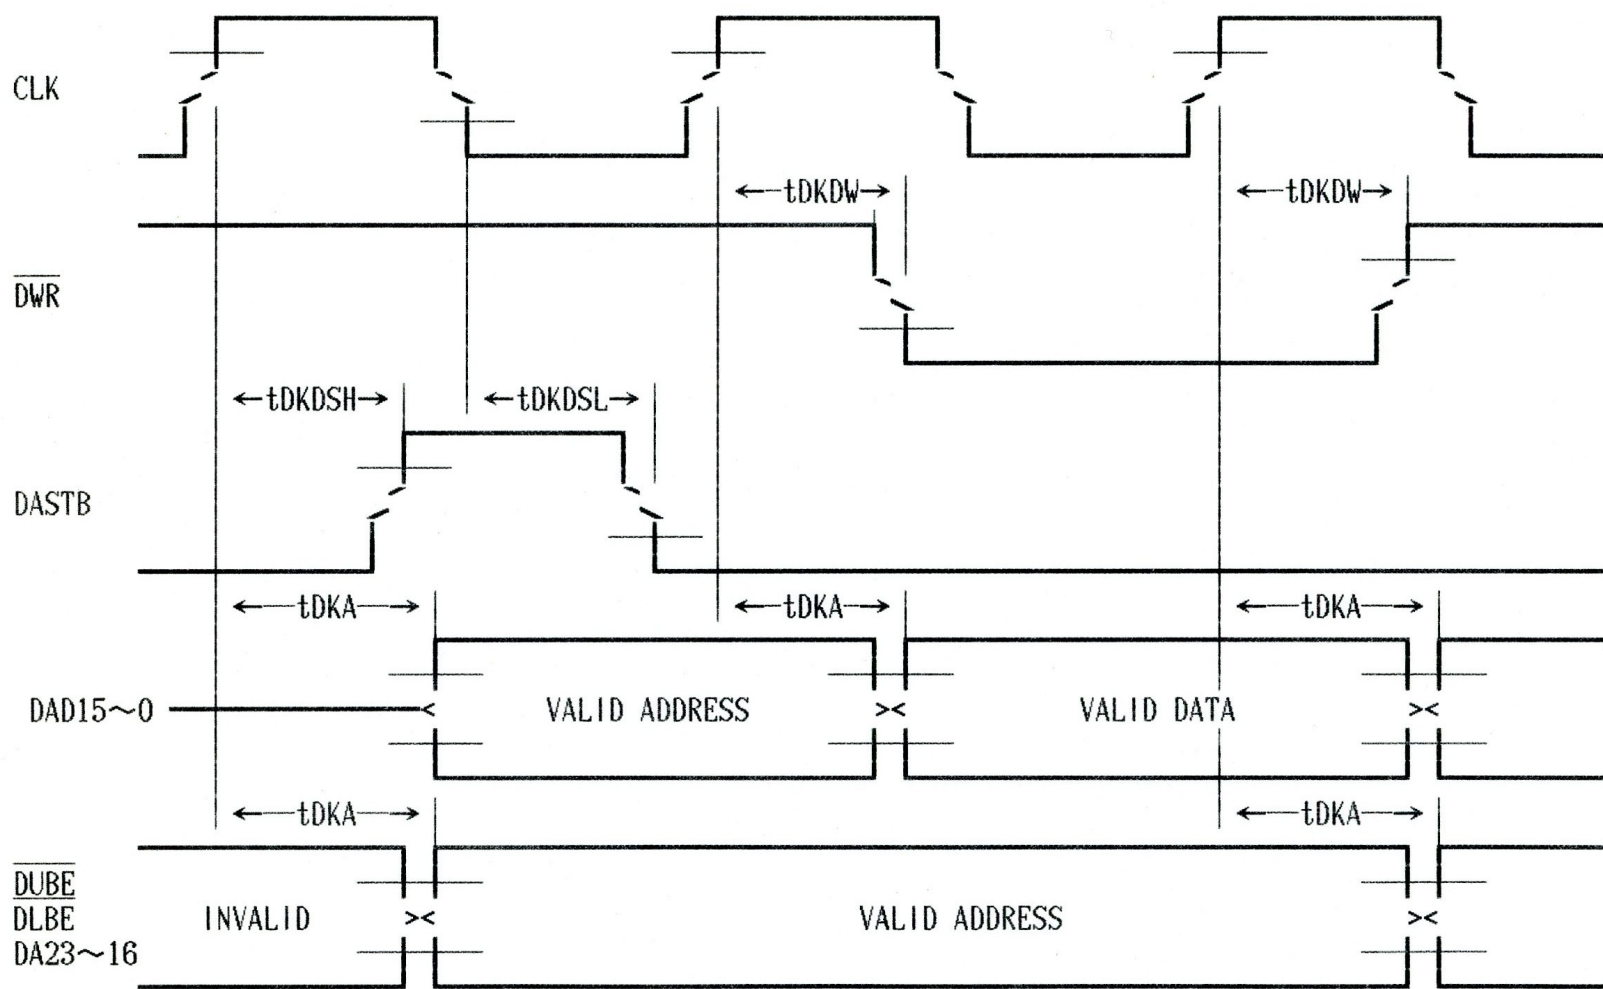 CLK
tDKDW tDKDW
DWR
tDKDSH tDKDSL
DASTB
tDKA tDKA tDKA
DAD15～0 < VALID ADDRESS >< VALID DATA ><
tDKA tDKA
DUBE
DLBE INVALID >< VALID ADDRESS ><
DA23～16